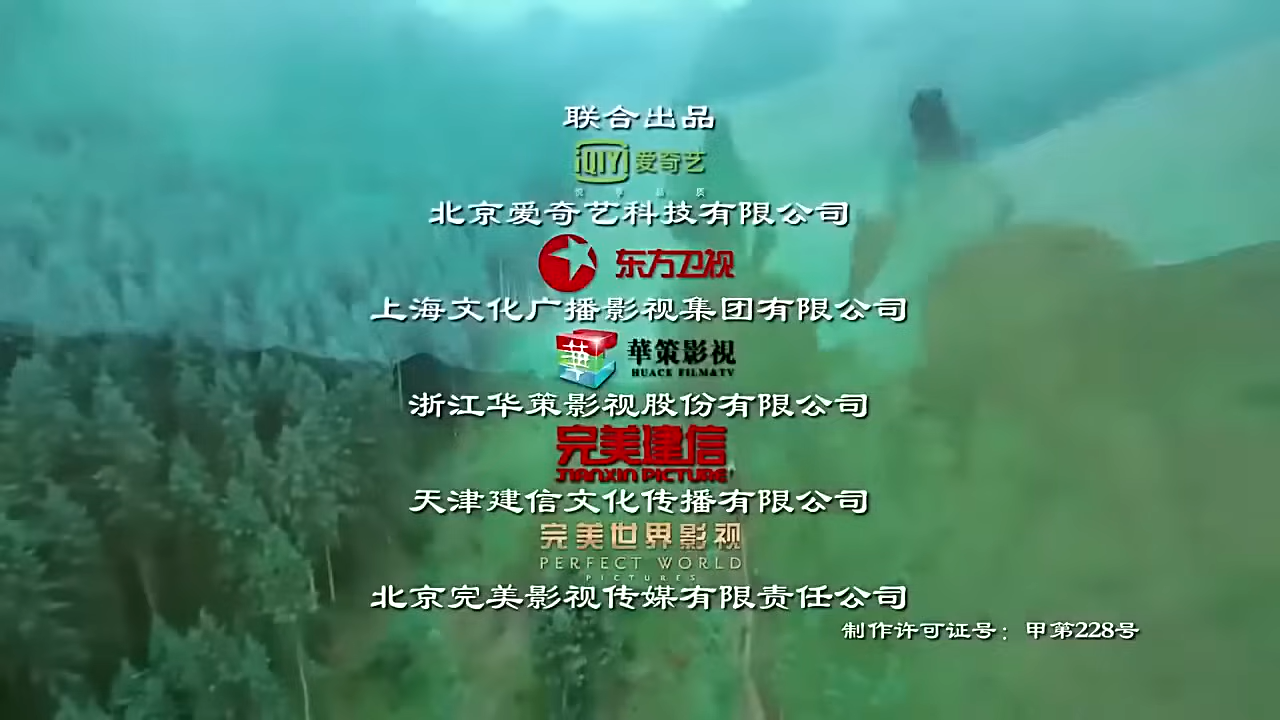 联合出品
iQIYI 爱奇艺
悦享品质
北京爱奇艺科技有限公司
东方卫视
上海文化广播影视集团有限公司
華 華策影視
HUACE FILM&TV
浙江华策影视股份有限公司
完美建信
JIANXIN PICTURE
天津建信文化传播有限公司
完美世界影视
PERFECT WORLD
PICTURES
北京完美影视传媒有限责任公司
制作许可证号：甲第228号